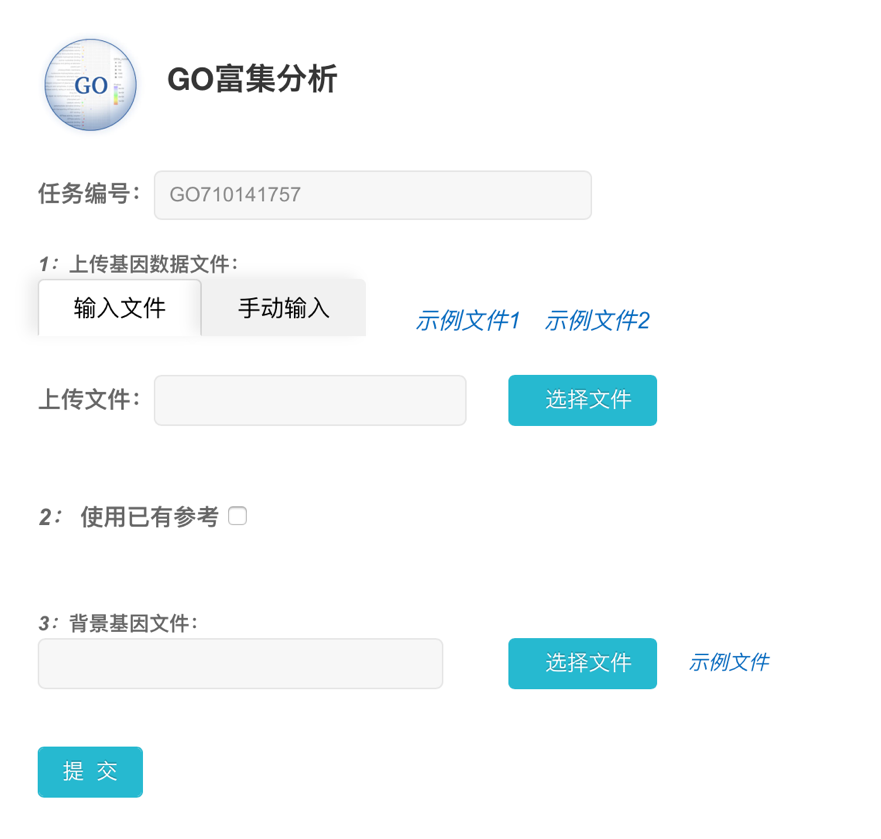 GO
GO富集分析
任务编号： GO710141757
1：上传基因数据文件：
输入文件 手动输入 示例文件1 示例文件2
上传文件： 选择文件
2： 使用已有参考
3：背景基因文件：
选择文件 示例文件
提 交